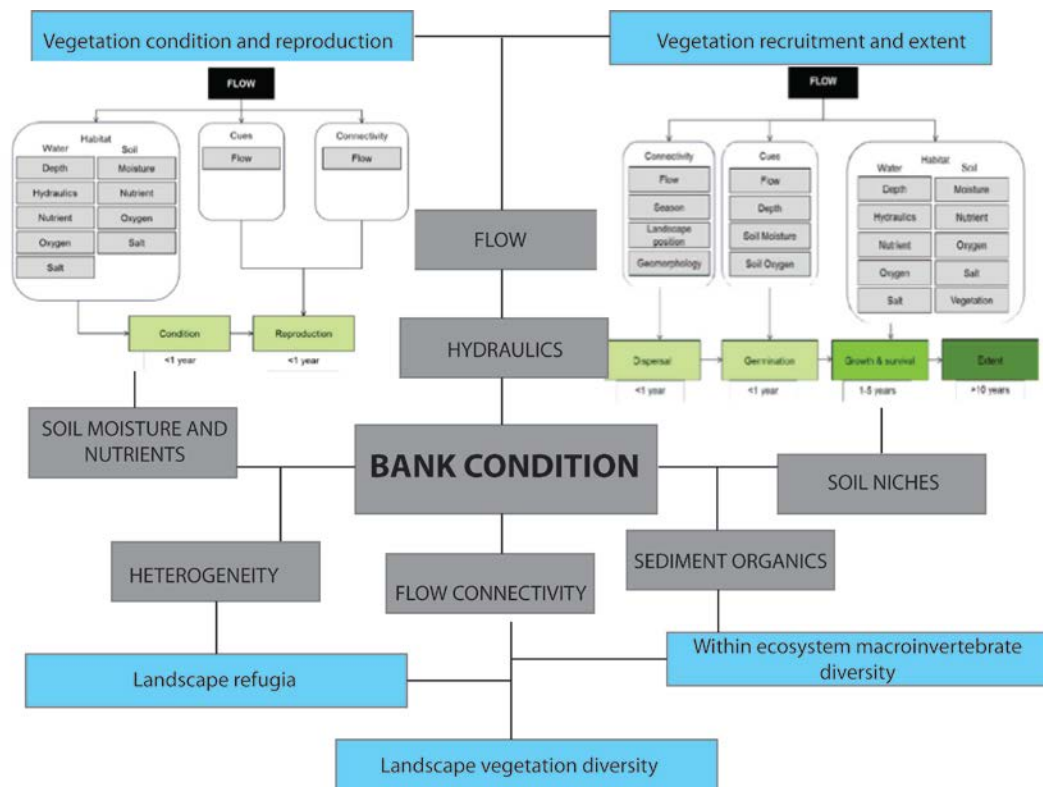 Vegetation condition and reproduction
Vegetation recruitment and extent
FLOW
Habitat
Water
Soil
Depth
Moisture
Hydraulics
Nutrient
Nutrient
Oxygen
Oxygen
Salt
Salt
Cues
Flow
Connectivity
Flow
Condition
<1 year
Reproduction
<1 year
FLOW
Connectivity
Flow
Season
Landscape
position
Geomorphology
Cues
Flow
Depth
Soil Moisture
Soil Oxygen
Habitat
Water
Soil
Depth
Moisture
Hydraulics
Nutrient
Nutrient
Oxygen
Oxygen
Salt
Salt
Vegetation
Dispersal
<1 year
Germination
<1 year
Growth & survival
1-5 years
Extent
+10 years
FLOW
HYDRAULICS
SOIL MOISTURE AND
NUTRIENTS
BANK CONDITION
SOIL NICHES
HETEROGENEITY
FLOW CONNECTIVITY
SEDIMENT ORGANICS
Landscape refugia
Within ecosystem macroinvertebrate
diversity
Landscape vegetation diversity